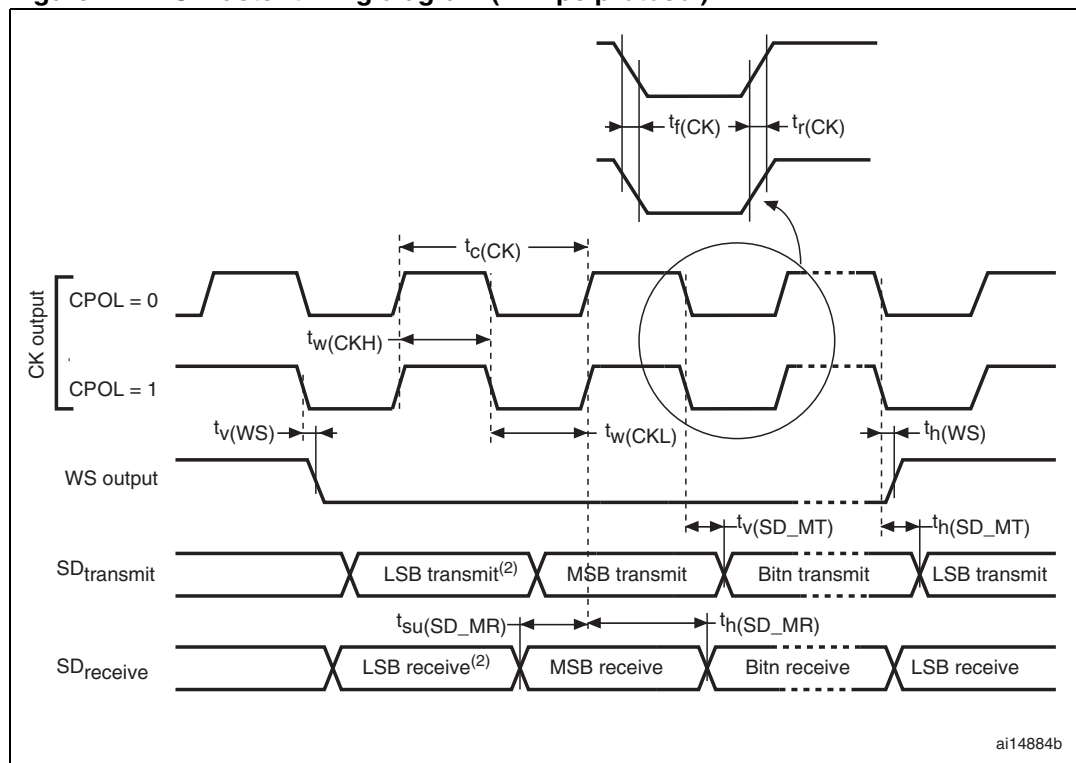 tf(CK)
tr(CK)
tc(CK)
CK output
CPOL = 0
tw(CKH)
CPOL = 1
tv(WS)
tw(CKL)
th(WS)
WS output
tv(SD_MT)
th(SD_MT)
SDtransmit
LSB transmit(2)
MSB transmit
Bitn transmit
LSB transmit
tsu(SD_MR)
th(SD_MR)
SDreceive
LSB receive(2)
MSB receive
Bitn receive
LSB receive
ai14884b